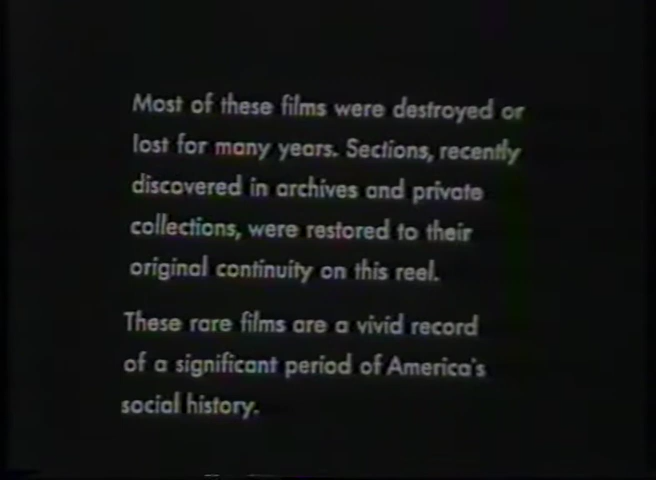 Most of these films were destroyed or
lost for many years. Sections, recently
discovered in archives and private
collections, were restored to their
original continuity on this reel.
These rare films are a vivid record
of a significant period of America's
social history.